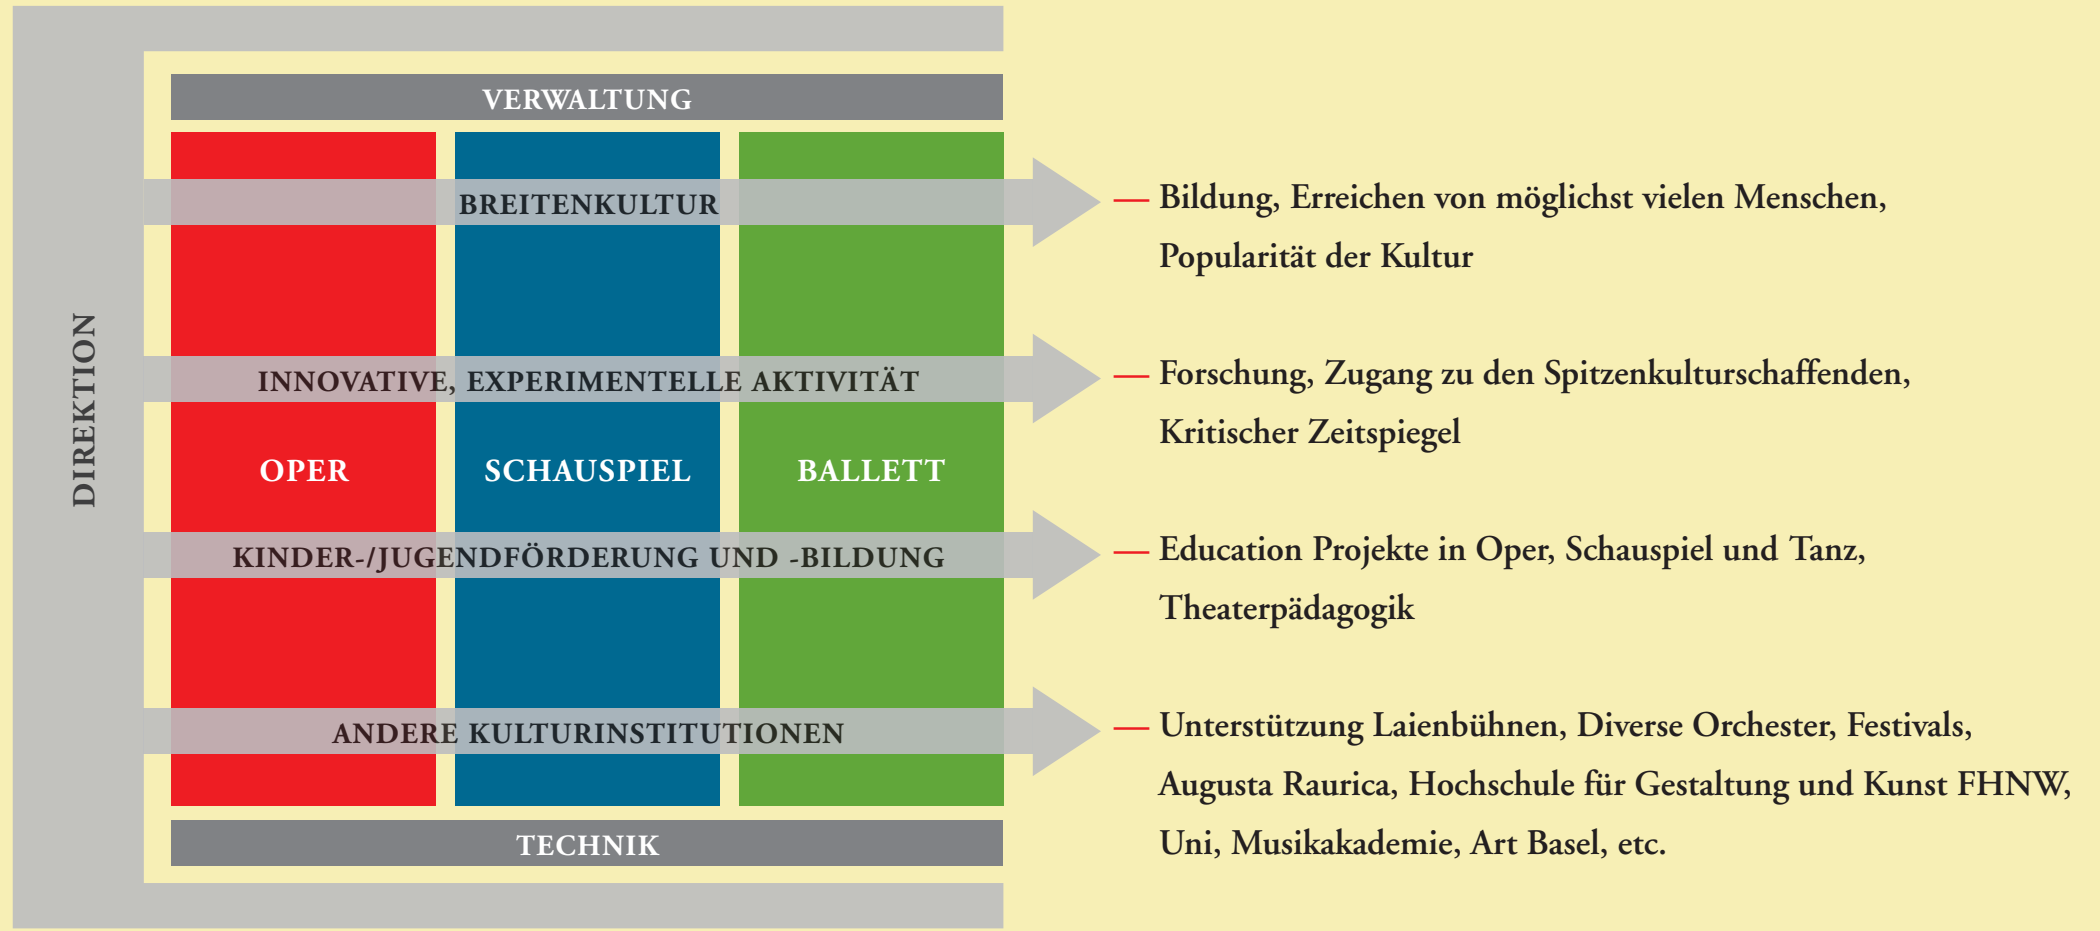 DIREKTION
VERWALTUNG
BREITENKULTUR
— Bildung, Erreichen von möglichst vielen Menschen,
Popularität der Kultur
INNOVATIVE, EXPERIMENTELLE AKTIVITÄT
— Forschung, Zugang zu den Spitzenkulturschaffenden,
Kritischer Zeitspiegel
OPER
SCHAUSPIEL
BALLETT
KINDER-/JUGENDFÖRDERUNG UND -BILDUNG
— Education Projekte in Oper, Schauspiel und Tanz,
Theaterpädagogik
ANDERE KULTURINSTITUTIONEN
— Unterstützung Laienbühnen, Diverse Orchester, Festivals,
Augusta Raurica, Hochschule für Gestaltung und Kunst FHNW,
Uni, Musikakademie, Art Basel, etc.
TECHNIK